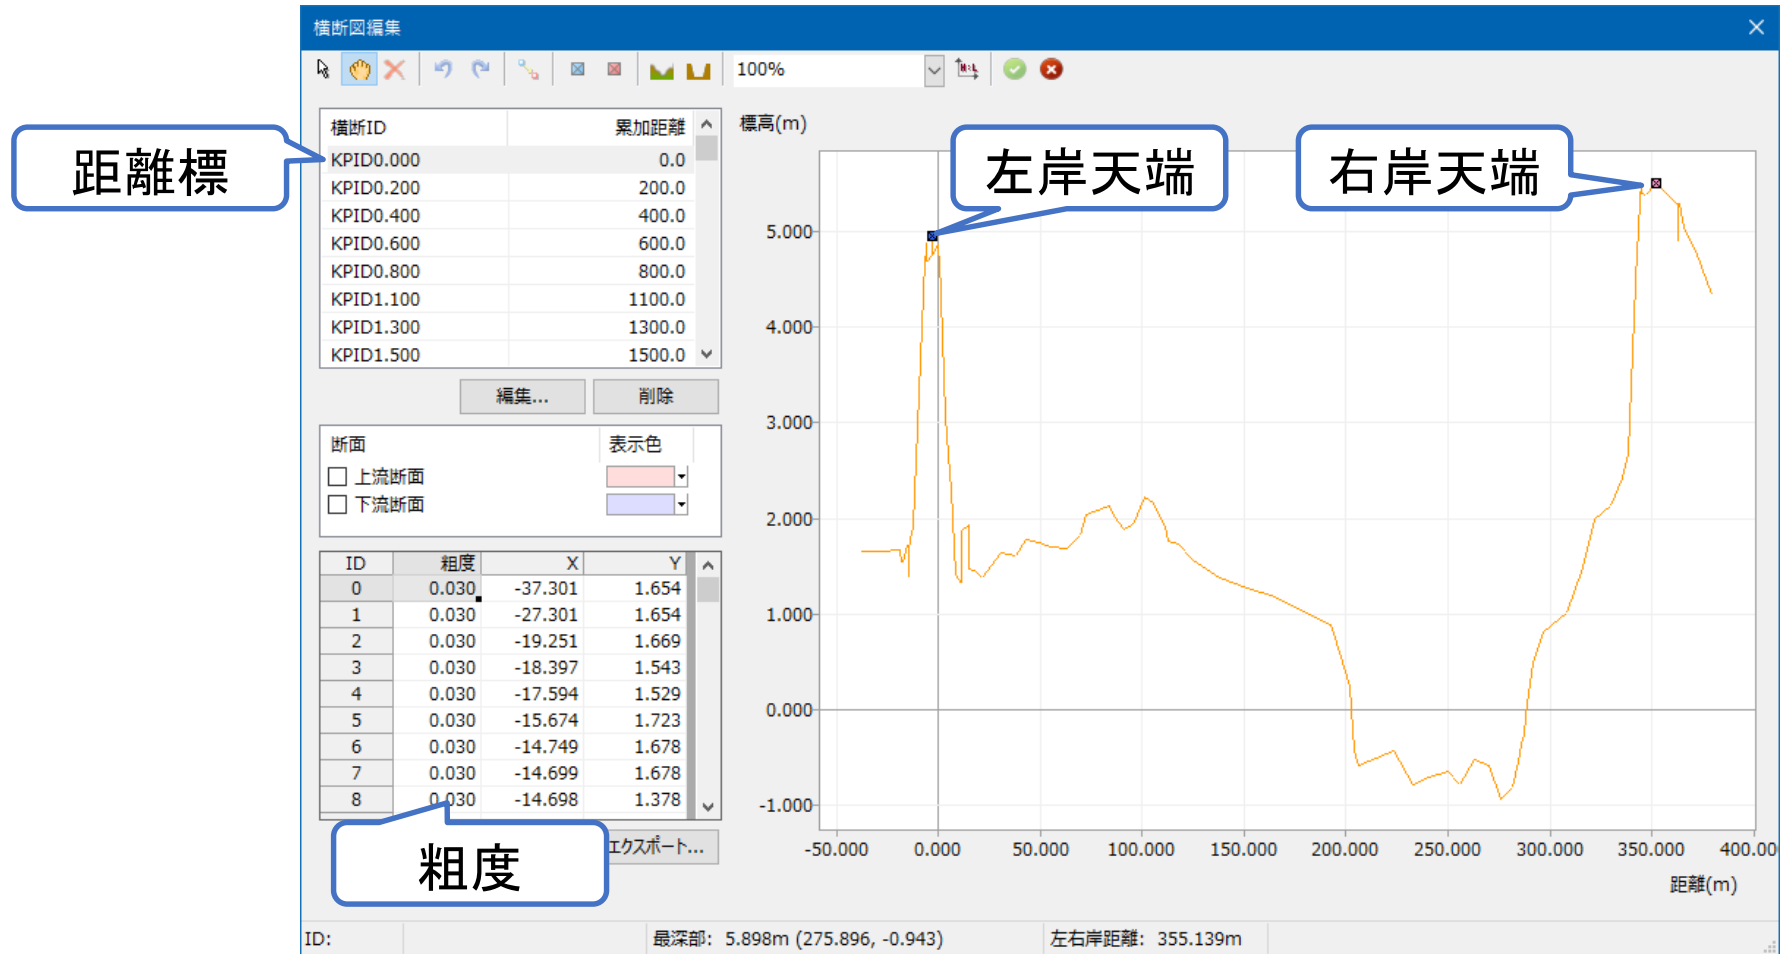 横断図編集
100%
H:L
距離標
横断ID 累加距離
KPID0.000 0.0
KPID0.200 200.0
KPID0.400 400.0
KPID0.600 600.0
KPID0.800 800.0
KPID1.100 1100.0
KPID1.300 1300.0
KPID1.500 1500.0
編集... 削除
断面 表示色
上流断面
下流断面
ID 粗度 X Y
0 0.030 -37.301 1.654
1 0.030 -27.301 1.654
2 0.030 -19.251 1.669
3 0.030 -18.397 1.543
4 0.030 -17.594 1.529
5 0.030 -15.674 1.723
6 0.030 -14.749 1.678
7 0.030 -14.699 1.678
8 0.030 -14.698 1.378
粗度
エクスポート...
標高(m)
左岸天端
右岸天端
5.000
4.000
3.000
2.000
1.000
0.000
-1.000
-50.000 0.000 50.000 100.000 150.000 200.000 250.000 300.000 350.000 400.00
距離(m)
ID: 最深部: 5.898m (275.896, -0.943) 左右岸距離: 355.139m